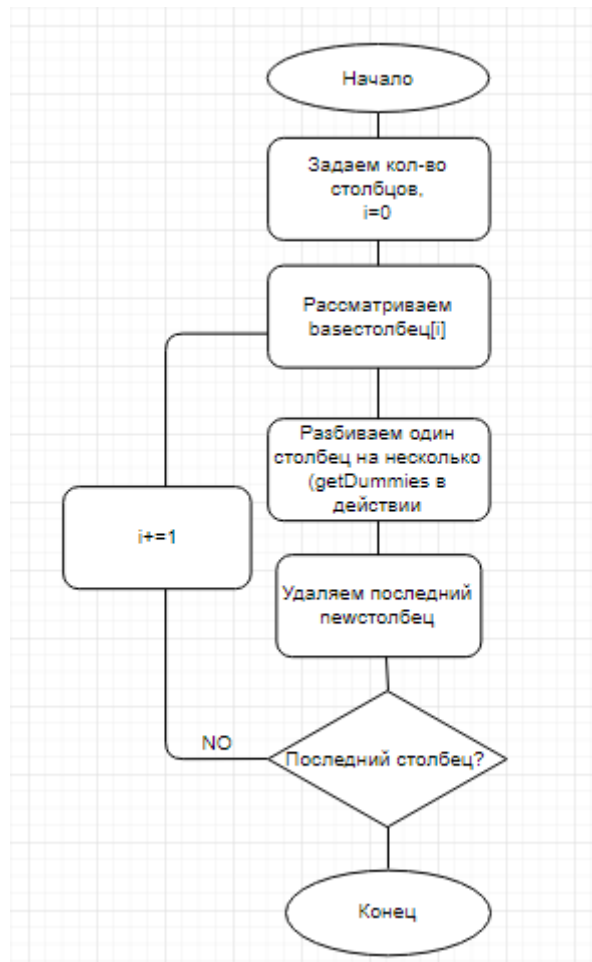 Начало
Задаем кол-во
столбцов,
i=0
Рассматриваем
baseстолбец[i]
Разбиваем один
столбец на несколько
(getDummies в
действии
i+=1
Удаляем последний
newстолбец
NO
Последний столбец?
Конец